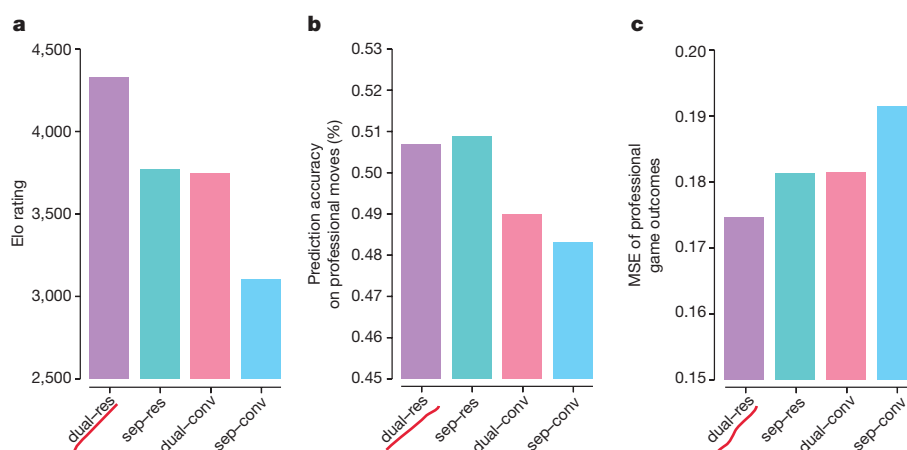 a
Elo rating
4,500
4,000
3,500
3,000
2,500
dual–res
sep–res
dual–conv
sep–conv
b
Prediction accuracy
on professional moves (%)
0.53
0.52
0.51
0.50
0.49
0.48
0.47
0.46
0.45
dual–res
sep–res
dual–conv
sep–conv
c
MSE of professional
game outcomes
0.20
0.19
0.18
0.17
0.16
0.15
dual–res
sep–res
dual–conv
sep–conv